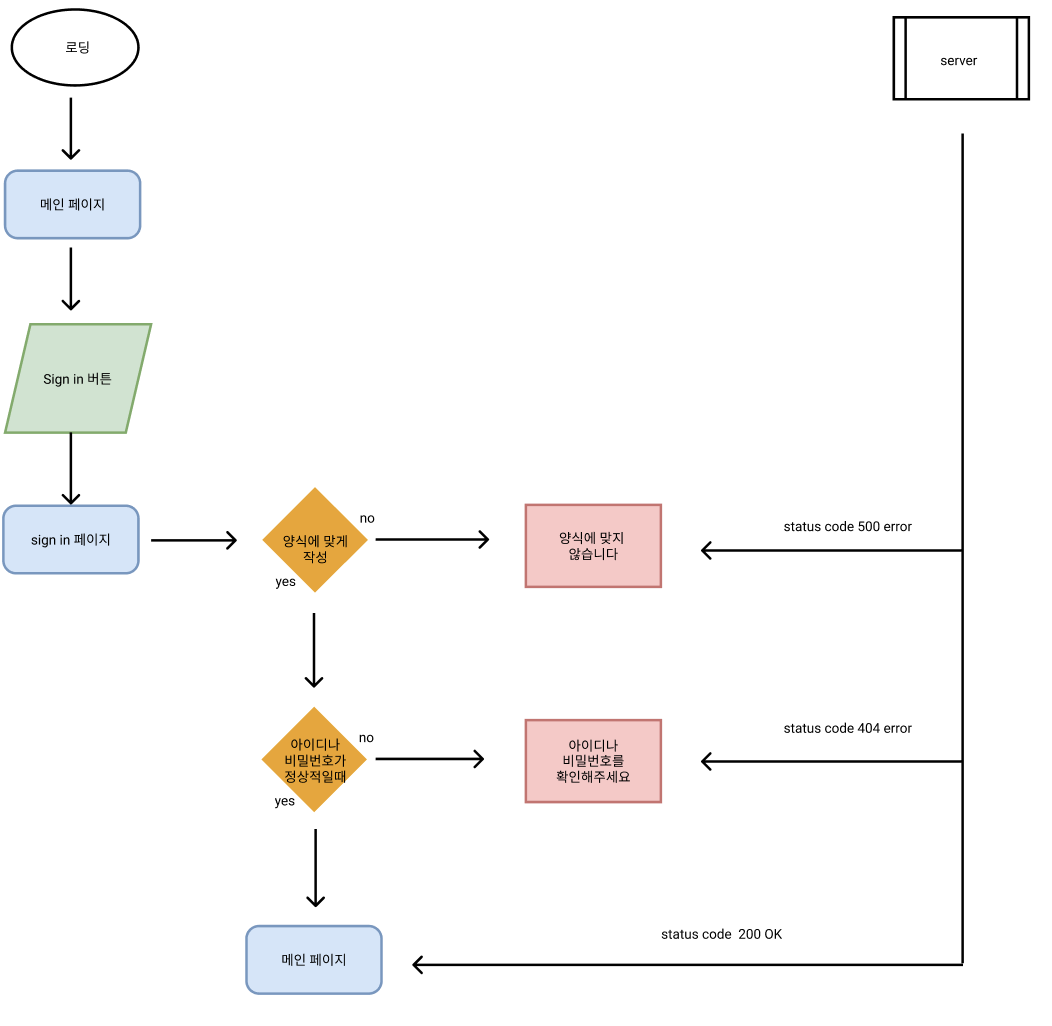 로딩
server
메인 페이지
Sign in 버튼
sign in 페이지
양식에 맞게
작성
no
yes
양식에 맞지
않습니다
status code 500 error
아이디나
비밀번호가
정상적일때
no
yes
아이디나
비밀번호를
확인해주세요
status code 404 error
메인 페이지
status code  200 OK